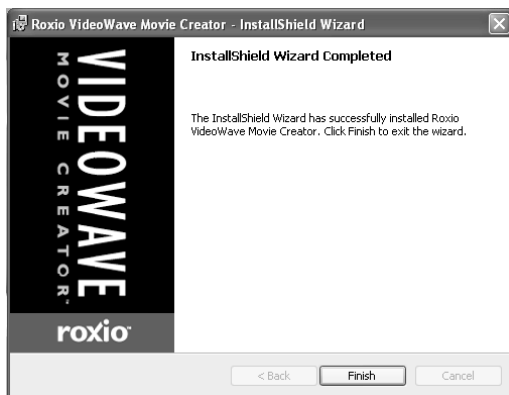 Roxio VideoWave Movie Creator - InstallShield Wizard
VIDEOWAVE
MOVIE CREATOR™
roxio
InstallShield Wizard Completed
The InstallShield Wizard has successfully installed Roxio
VideoWave Movie Creator. Click Finish to exit the wizard.
< Back
Finish
Cancel